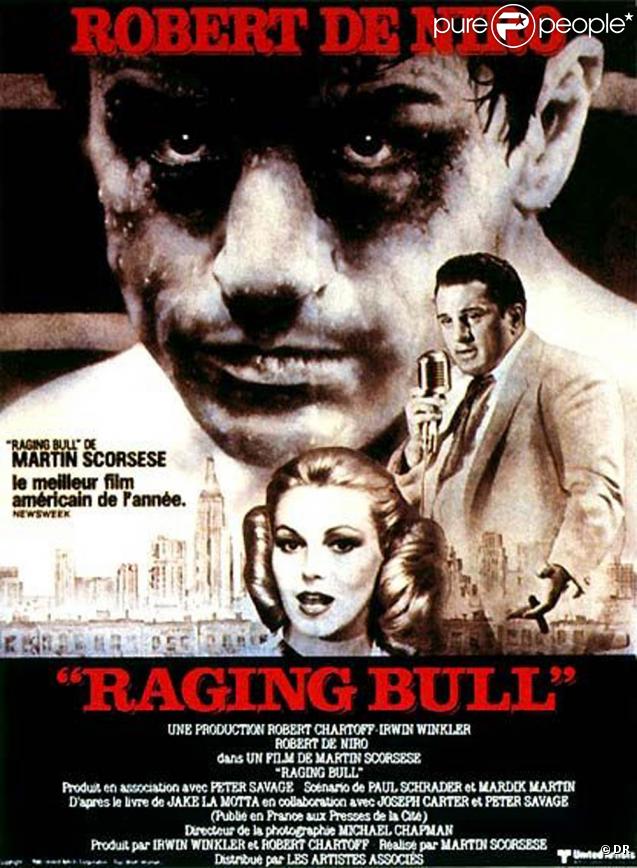 pure people*
ROBERT DE NIRO
"RAGING BULL" DE
MARTIN SCORSESE
le meilleur film
américain de l'année.
NEWSWEEK
"RAGING BULL"
UNE PRODUCTION ROBERT CHARTOFF-IRWIN WINKLER
ROBERT DE NIRO
dans UN FILM DE MARTIN SCORSESE
"RAGING BULL"
Produit en association avec PETER SAVAGE Scénario de PAUL SCHRADER et MARDIK MARTIN
D'apres le livre de JAKE LA MOTTA en collaboration avec JOSEPH CARTER et PETER SAVAGE
(Publié en France aux Presses de la Cité)
Directeur de la photographie MICHAEL CHAPMAN
Produit par IRWIN WINKLER et ROBERT CHARTOFF Réalisé par MARTIN SCORSESE
Distribué par LES ARTISTES ASSOCIÉS
United Artists
©DR